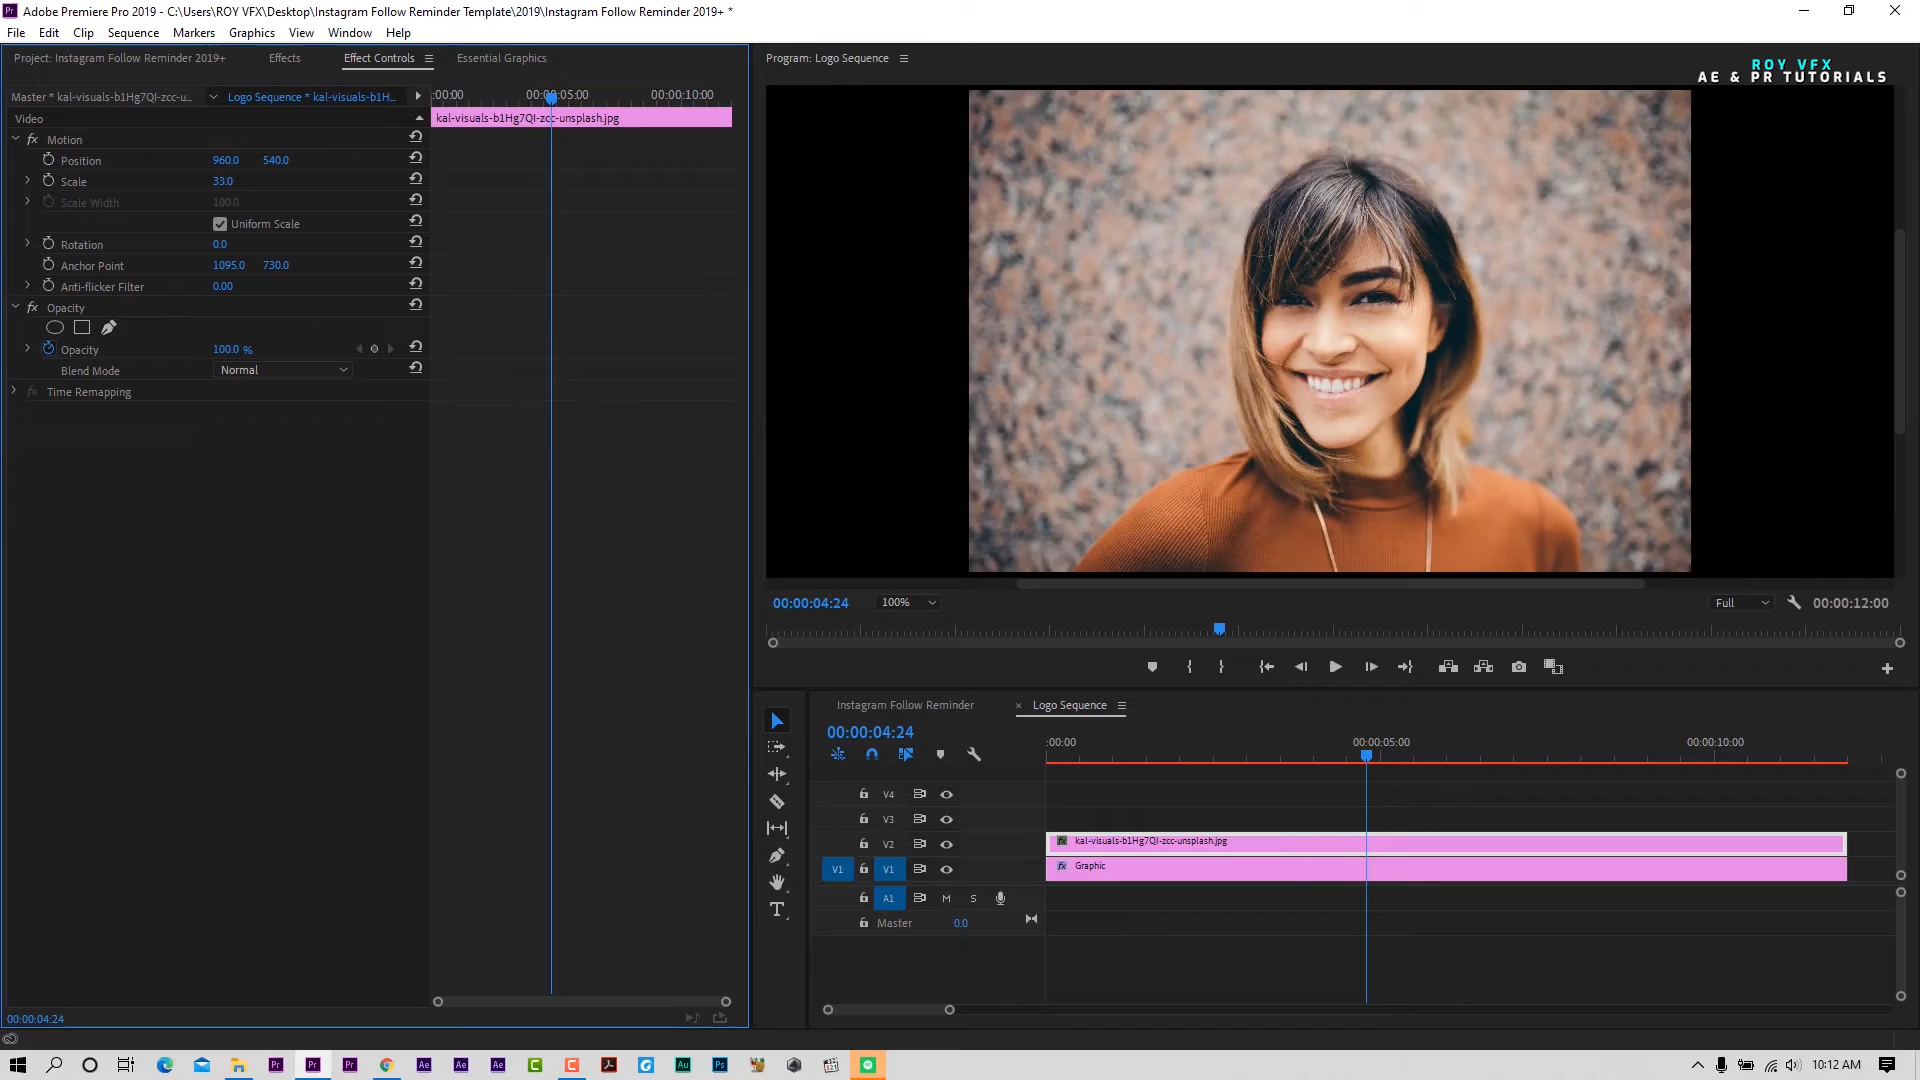 Adobe Premiere Pro 2019 - C:\Users\ROY VFX\Desktop\Instagram Follow Reminder Template\2019\Instagram Follow Reminder 2019+ *
File Edit Clip Sequence Markers Graphics View Window Help
Project: Instagram Follow Reminder 2019+ Effects Effect Controls Essential Graphics
Program: Logo Sequence
ROY VFX
AE & PR TUTORIALS
Master * kal-visuals-b1Hg7QI-zcc-u... Logo Sequence * kal-visuals-b1H...
:00:00 00:00:05:00 00:00:10:00
Video
kal-visuals-b1Hg7QI-zcc-unsplash.jpg
fx Motion
Position 960.0 540.0
Scale 33.0
Scale Width 100.0
Uniform Scale
Rotation 0.0
Anchor Point 1095.0 730.0
Anti-flicker Filter 0.00
fx Opacity
Opacity 100.0 %
Blend Mode Normal
fx Time Remapping
00:00:04:24 100% Full 00:00:12:00
Instagram Follow Reminder × Logo Sequence
00:00:04:24
:00:00 00:00:05:00 00:00:10:00
V4
V3
V2 fx kal-visuals-b1Hg7QI-zcc-unsplash.jpg
V1 V1 fx Graphic
A1 M S
Master 0.0
00:00:04:24
10:12 AM